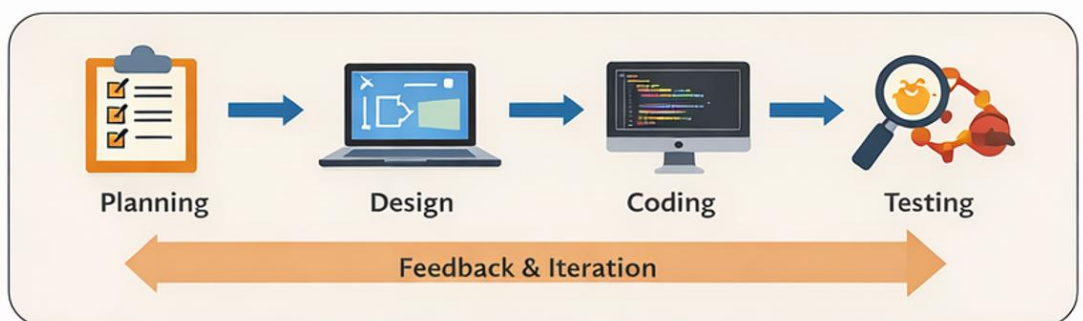 Planning
Design
Coding
Testing
Feedback & Iteration